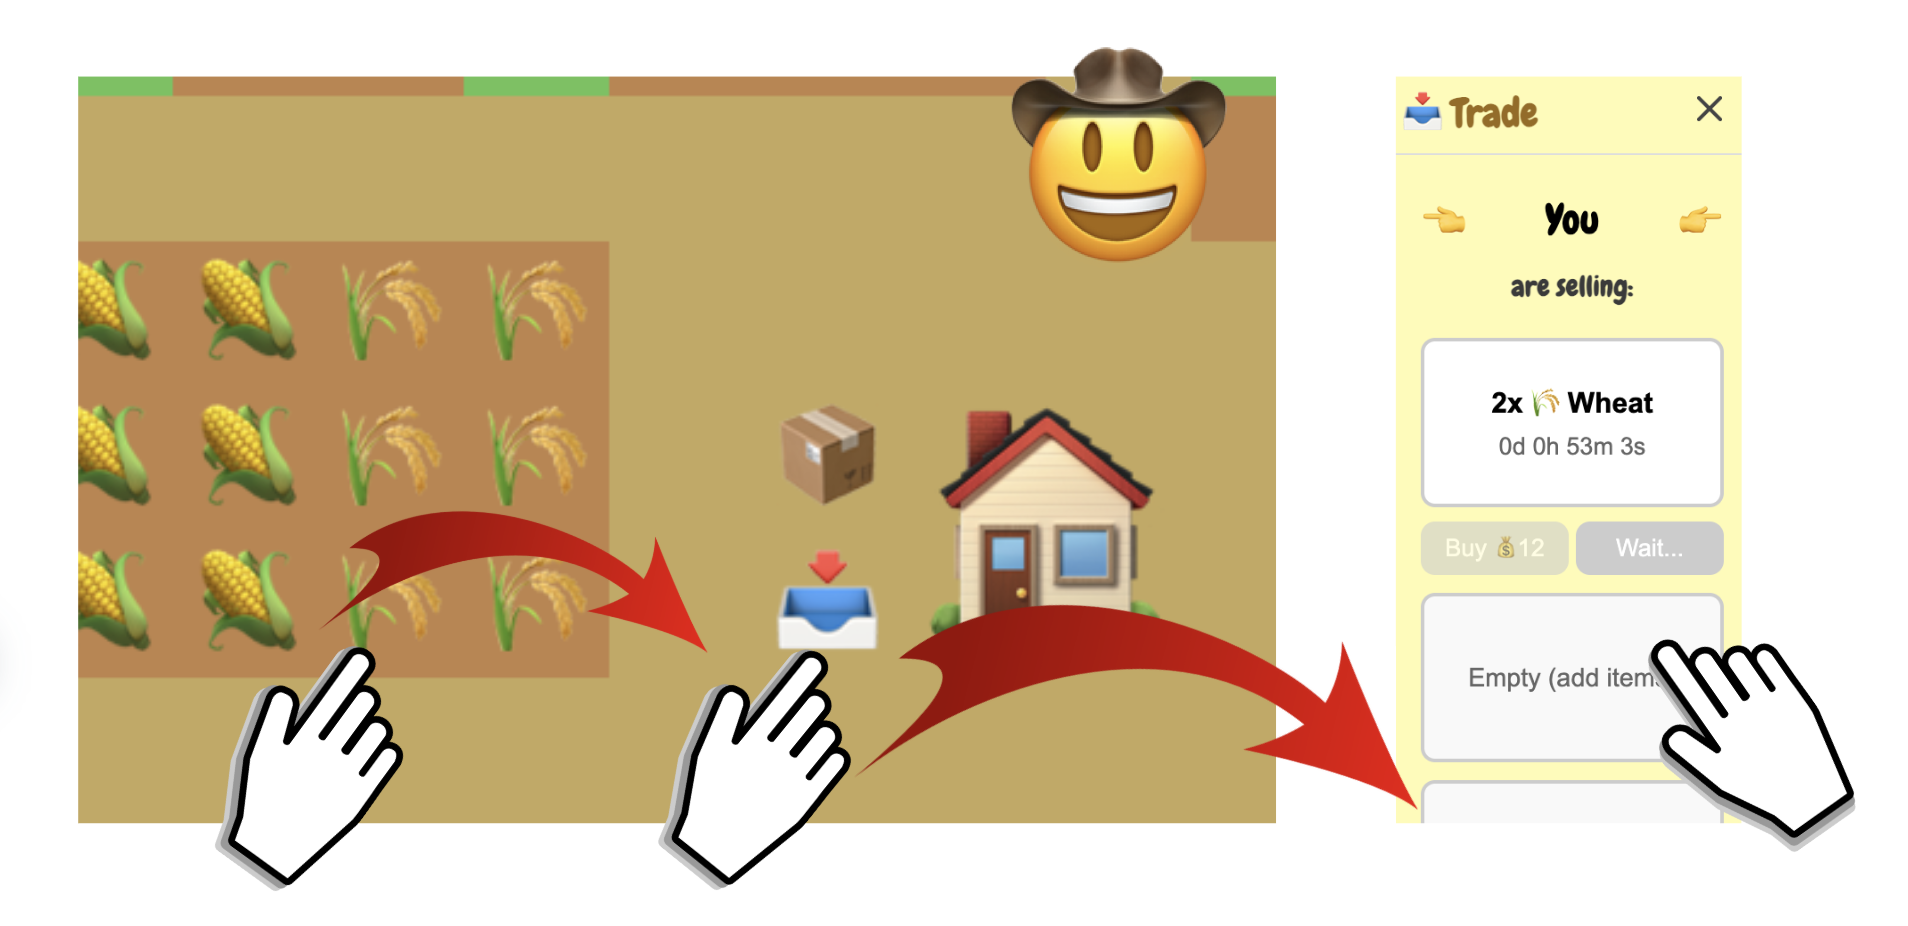 Trade
You
are selling:
2x Wheat
0d 0h 53m 3s
Buy 12
Wait...
Empty (add item